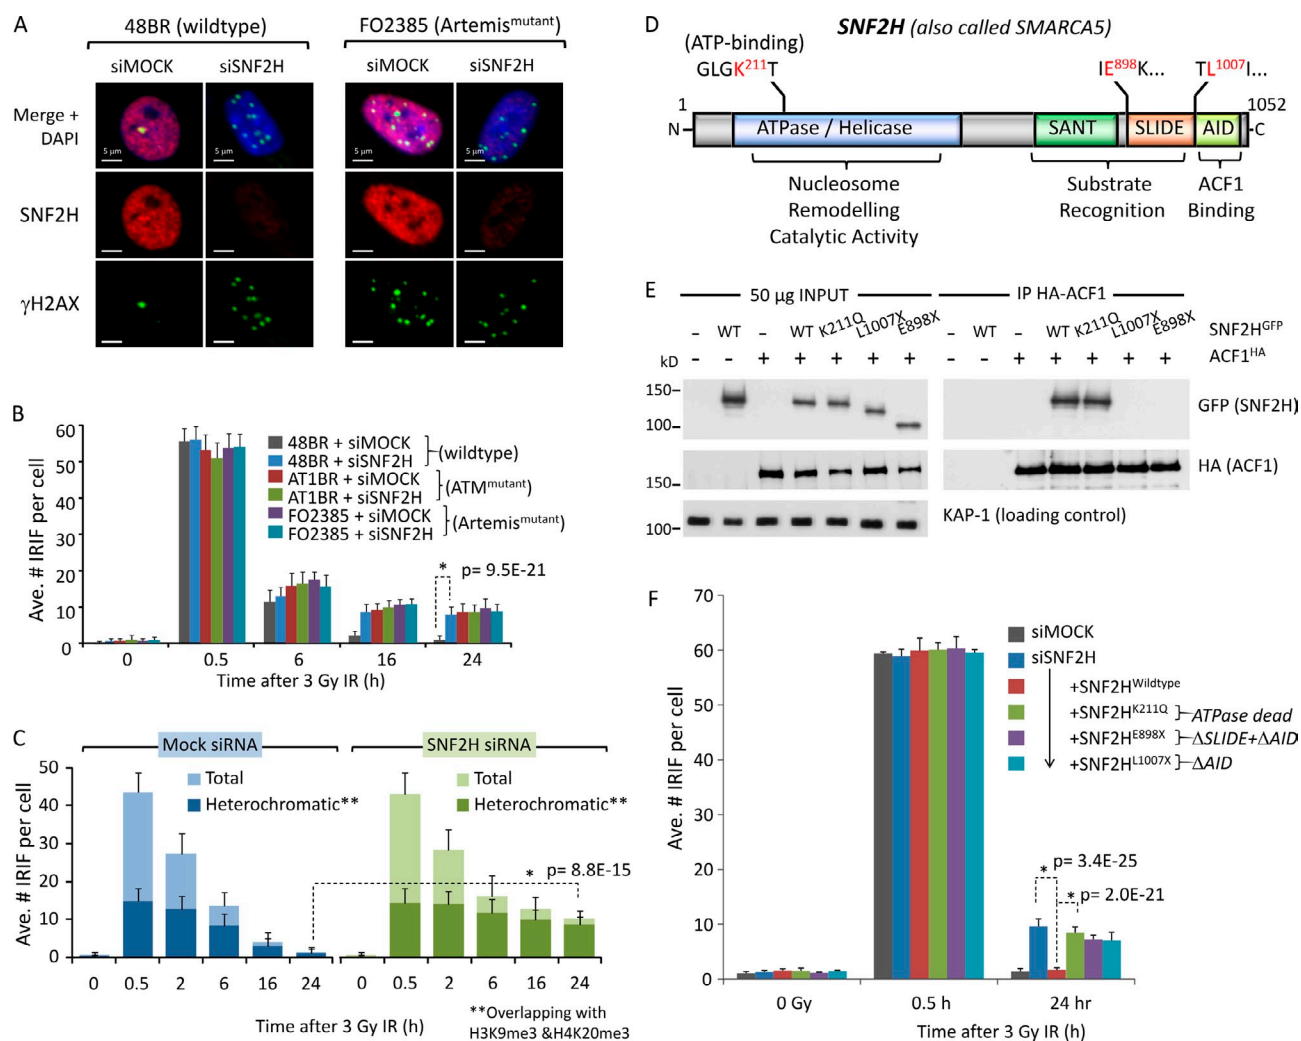 A
48BR (wildtype)
FO2385 (Artemis^mutant)
siMOCK
siSNF2H
siMOCK
siSNF2H
Merge +
DAPI
5 µm
5 µm
5 µm
5 µm
SNF2H
γH2AX
B
Ave. # IRIF per cell
60
50
40
30
20
10
0
48BR + siMOCK
48BR + siSNF2H
(wildtype)
AT1BR + siMOCK
AT1BR + siSNF2H
(ATM^mutant)
FO2385 + siMOCK
FO2385 + siSNF2H
(Artemis^mutant)
* p= 9.5E-21
0 0.5 6 16 24
Time after 3 Gy IR (h)
C
Mock siRNA
SNF2H siRNA
Ave. # IRIF per cell
50
40
30
20
10
0
Total
Heterochromatic**
Total
Heterochromatic**
* p= 8.8E-15
0 0.5 2 6 16 24 0 0.5 2 6 16 24
Time after 3 Gy IR (h)
**Overlapping with
H3K9me3 &H4K20me3
D
SNF2H (also called SMARCA5)
(ATP-binding)
GLGK^211T
IE^898K...
TL^1007I...
1
1052
N
ATPase / Helicase
SANT
SLIDE
AID
C
Nucleosome
Remodelling
Catalytic Activity
Substrate
Recognition
ACF1
Binding
E
50 µg INPUT
IP HA-ACF1
– WT – WT K211Q L1007X E898X – WT – WT K211Q L1007X E898X SNF2H^GFP
– – + + + + + – – + + + + + ACF1^HA
kD
150
100
GFP (SNF2H)
150
HA (ACF1)
100
KAP-1 (loading control)
F
Ave. # IRIF per cell
70
60
50
40
30
20
10
0
siMOCK
siSNF2H
+SNF2H^Wildtype
+SNF2H^K211Q ATPase dead
+SNF2H^E898X ΔSLIDE+ΔAID
+SNF2H^L1007X ΔAID
* p= 3.4E-25
* p= 2.0E-21
0 Gy 0.5 h 24 hr
Time after 3 Gy IR (h)